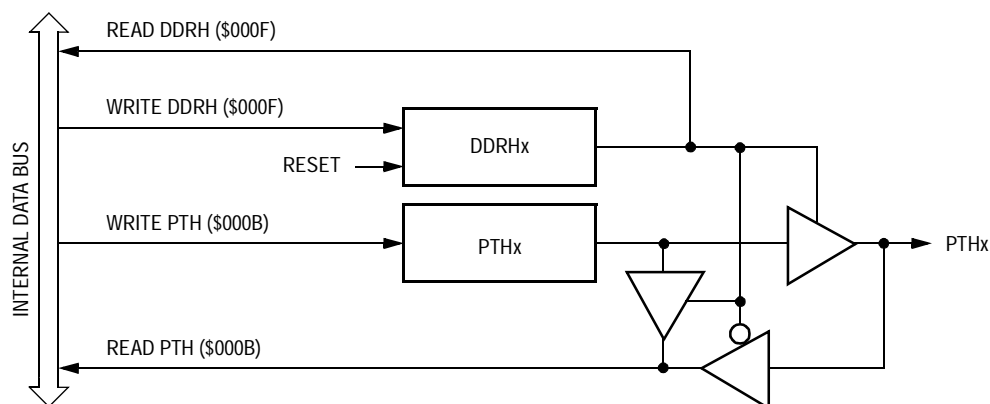 READ DDRH ($000F)
WRITE DDRH ($000F)
RESET
DDRHx
INTERNAL DATA BUS
WRITE PTH ($000B)
PTHx
PTHx
READ PTH ($000B)